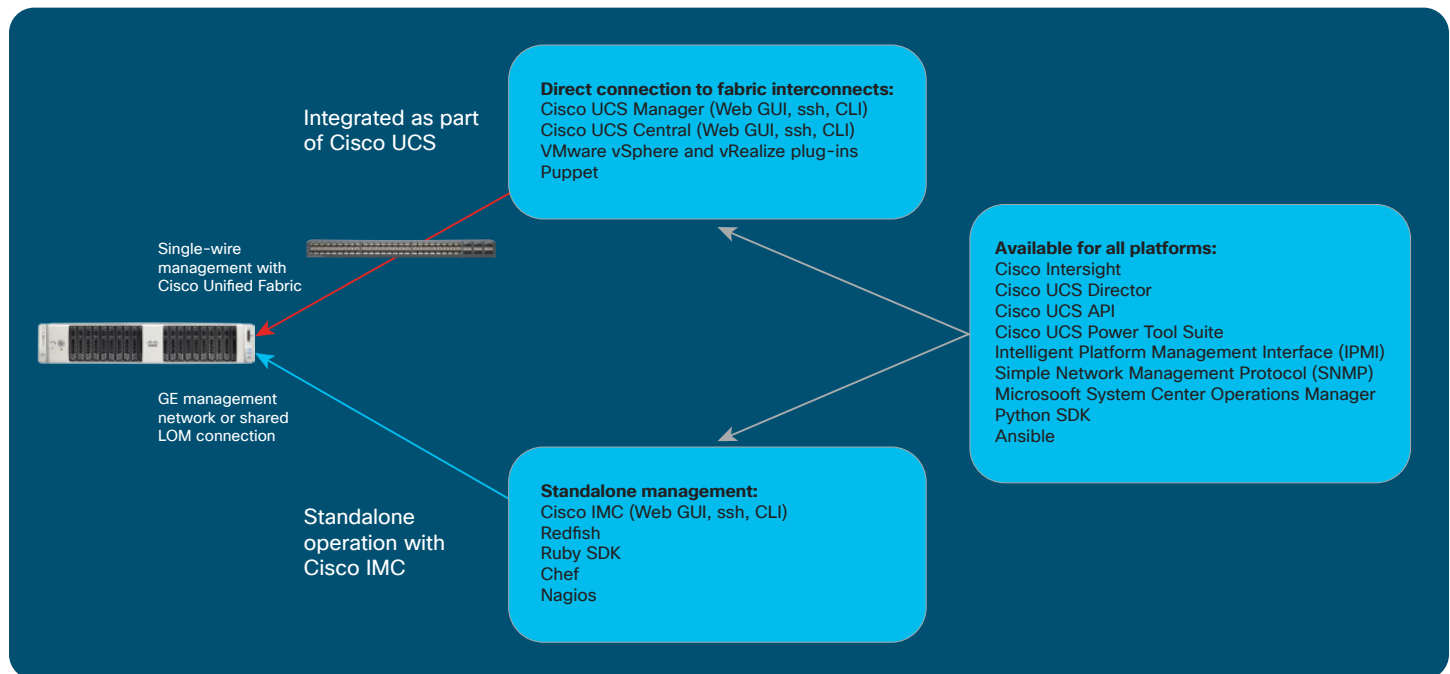 Integrated as part
of Cisco UCS
Direct connection to fabric interconnects:
Cisco UCS Manager (Web GUI, ssh, CLI)
Cisco UCS Central (Web GUI, ssh, CLI)
VMware vSphere and vRealize plug-ins
Puppet
Single-wire
management with
Cisco Unified Fabric
GE management
network or shared
LOM connection
Standalone
operation with
Cisco IMC
Standalone management:
Cisco IMC (Web GUI, ssh, CLI)
Redfish
Ruby SDK
Chef
Nagios
Available for all platforms:
Cisco Intersight
Cisco UCS Director
Cisco UCS API
Cisco UCS Power Tool Suite
Intelligent Platform Management Interface (IPMI)
Simple Network Management Protocol (SNMP)
Microsooft System Center Operations Manager
Python SDK
Ansible